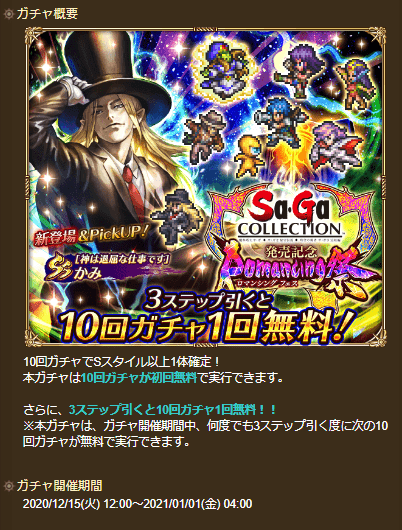 ガチャ概要
Sa・Ga
COLLECTION
発売記念
Romancing祭
ロマンシング フェス
新登場&PickUP!
SS[神は退屈な仕事です]
かみ
3ステップ引くと
10回ガチャ1回無料!
10回ガチャでSスタイル以上1体確定!
本ガチャは10回ガチャが初回無料で実行できます。
さらに、3ステップ引くと10回ガチャ1回無料!!
※本ガチャは、ガチャ開催期間中、何度でも3ステップ引く度に次の10
回ガチャが無料で実行できます。
ガチャ開催期間
2020/12/15(火) 12:00～2021/01/01(金) 04:00